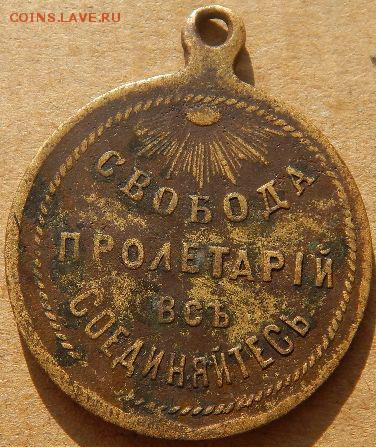 COINS.LAVE.RU
СВОБОДА
ПРОЛЕТАРІЙ
ВСѢ
СОЕДИНЯЙТЕСЬ